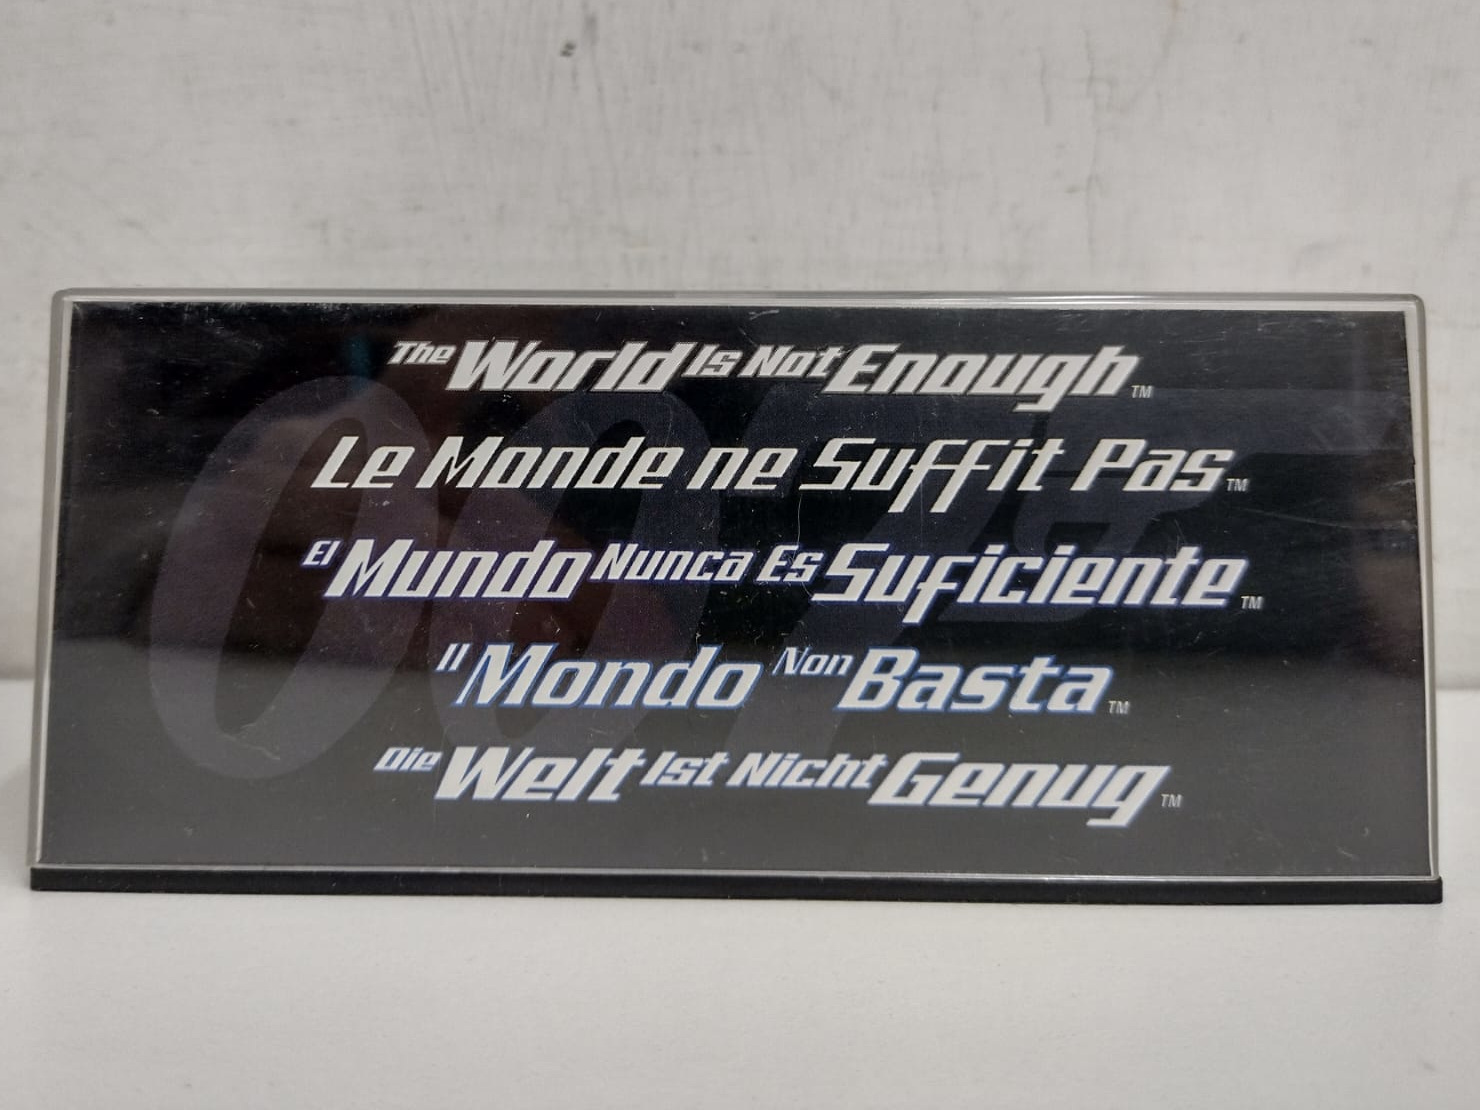 The World Is Not Enough™
Le Monde ne Suffit Pas™
El Mundo Nunca Es Suficiente™
Il Mondo Non Basta™
Die Welt Ist Nicht Genug™
007